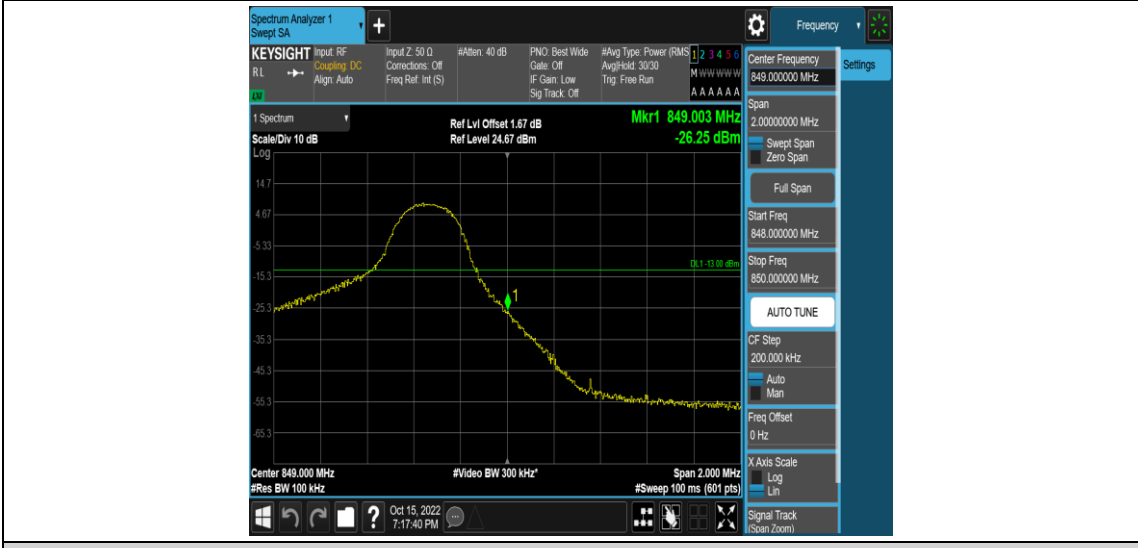 Spectrum Analyzer 1
Swept SA
+
Frequency
KEYSIGHT
RL
LXI
Input: RF
Coupling: DC
Align: Auto
Input Z: 50 Ω
Corrections: Off
Freq Ref: Int (S)
#Atten: 40 dB
PNO: Best Wide
Gate: Off
IF Gain: Low
Sig Track: Off
#Avg Type: Power (RMS
Avg|Hold: 30/30
Trig: Free Run
1 2 3 4 5 6
M W W W W W
A A A A A A
1 Spectrum
Scale/Div 10 dB
Log
Ref Lvl Offset 1.67 dB
Ref Level 24.67 dBm
Mkr1 849.003 MHz
-26.25 dBm
14.7
4.67
-5.33
-15.3
-25.3
-35.3
-45.3
-55.3
-65.3
DL1 -13.00 dBm
1
Center 849.000 MHz
#Res BW 100 kHz
#Video BW 300 kHz*
Span 2.000 MHz
#Sweep 100 ms (601 pts)
?
Oct 15, 2022
7:17:40 PM
Center Frequency
849.000000 MHz
Settings
Span
2.00000000 MHz
Swept Span
Zero Span
Full Span
Start Freq
848.000000 MHz
Stop Freq
850.000000 MHz
AUTO TUNE
CF Step
200.000 kHz
Auto
Man
Freq Offset
0 Hz
X Axis Scale
Log
Lin
Signal Track
(Span Zoom)